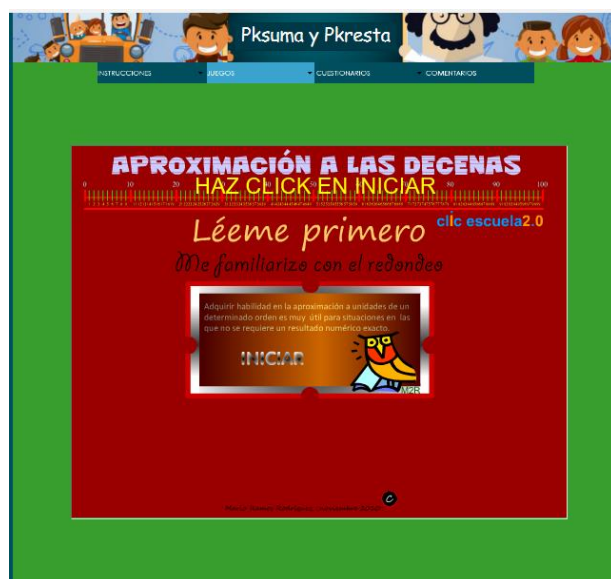 Pksuma y Pkresta
INSTRUCCIONES JUEGOS CUESTIONARIOS COMENTARIOS
APROXIMACIÓN A LAS DECENAS
HAZ CLICK EN INICIAR
0 10 20 80 90 100
Léeme primero
clic escuela2.0
Me familiarizo con el redondeo
Adquirir habilidad en la aproximación a unidades de un
determinado orden es muy útil para situaciones en las
que no se requiere un resultado numérico exacto.
INICIAR
M2R
C